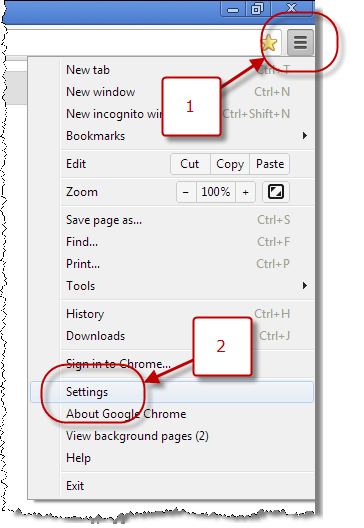 New tab Ctrl+T
New window Ctrl+N
1
New incognito win Ctrl+Shift+N
Bookmarks
Edit Cut Copy Paste
Zoom − 100% +
Save page as... Ctrl+S
Find... Ctrl+F
Print... Ctrl+P
Tools
History Ctrl+H
Downloads Ctrl+J
2
Sign in to Chrome...
Settings
About Google Chrome
View background pages (2)
Help
Exit